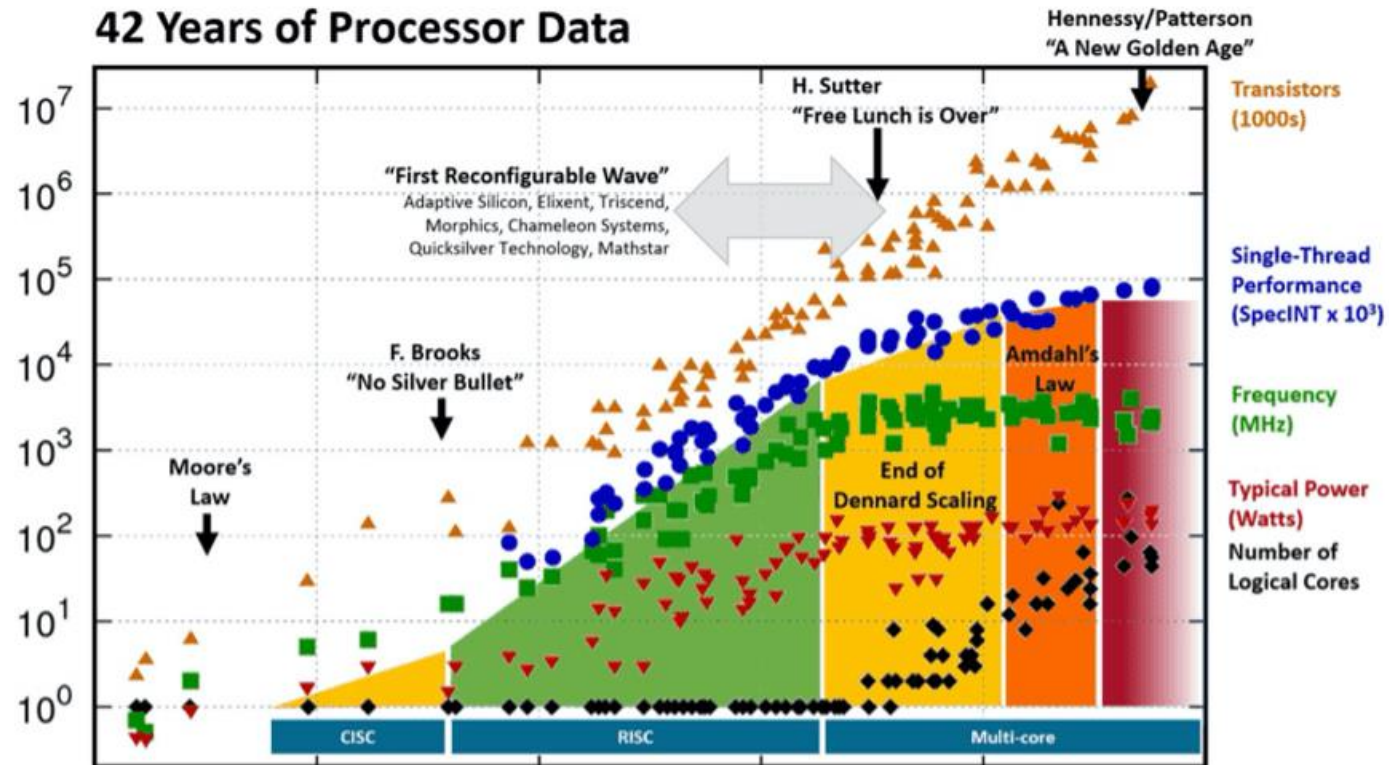 42 Years of Processor Data
Hennessy/Patterson
“A New Golden Age”
H. Sutter
“Free Lunch is Over”
“First Reconfigurable Wave”
Adaptive Silicon, Elixent, Triscend,
Morphics, Chameleon Systems,
Quicksilver Technology, Mathstar
F. Brooks
“No Silver Bullet”
Moore’s
Law
10⁷
10⁶
10⁵
10⁴
10³
10²
10¹
10⁰
Amdahl’s
Law
End of
Dennard Scaling
Transistors
(1000s)
Single-Thread
Performance
(SpecINT x 10³)
Frequency
(MHz)
Typical Power
(Watts)
Number of
Logical Cores
CISC
RISC
Multi-core